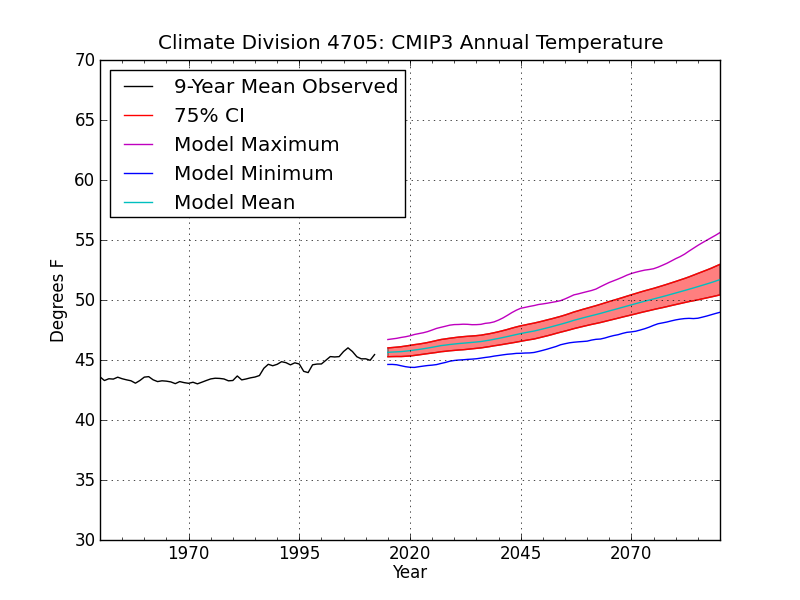 Climate Division 4705: CMIP3 Annual Temperature
70
65
60
55
50
45
40
35
30
Degrees F
9-Year Mean Observed
75% CI
Model Maximum
Model Minimum
Model Mean
1970 1995 2020 2045 2070
Year